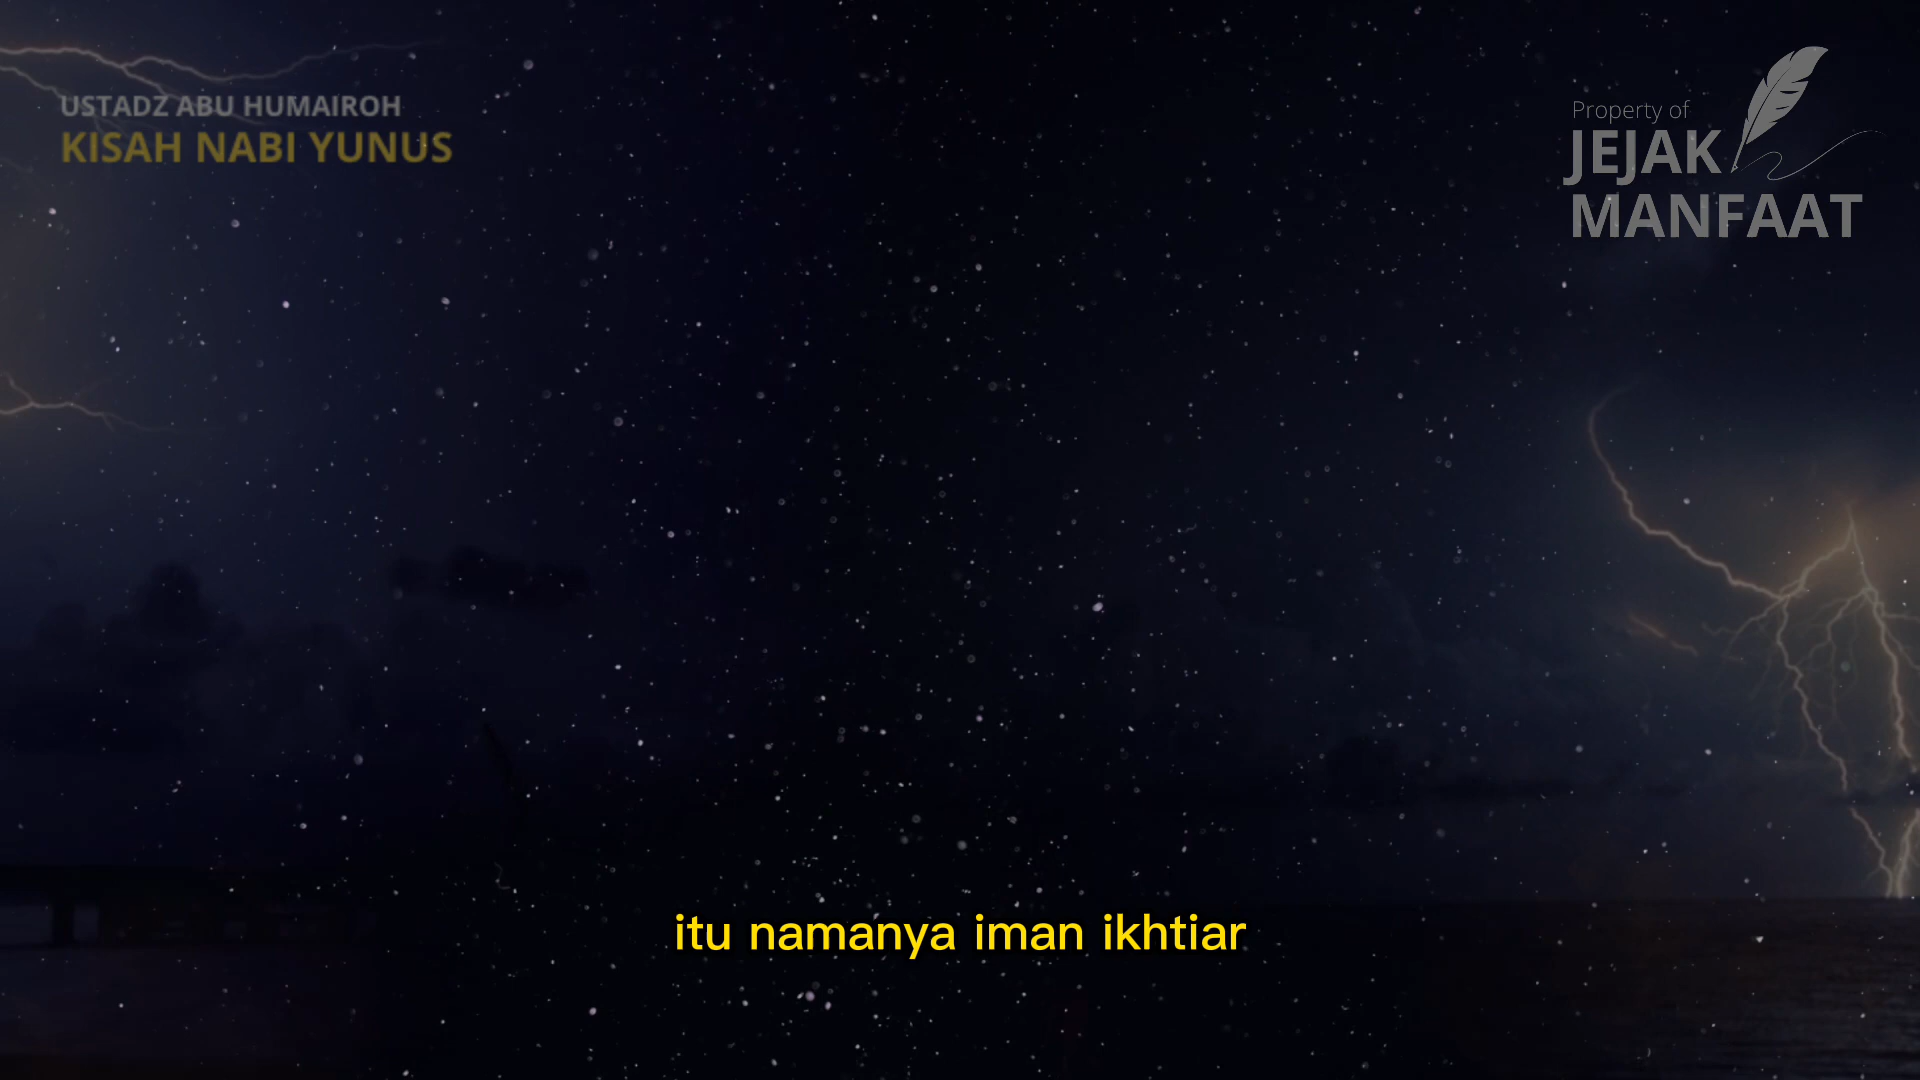 USTADZ ABU HUMAIROH
KISAH NABI YUNUS
Property of
JEJAK
MANFAAT
itu namanya iman ikhtiar